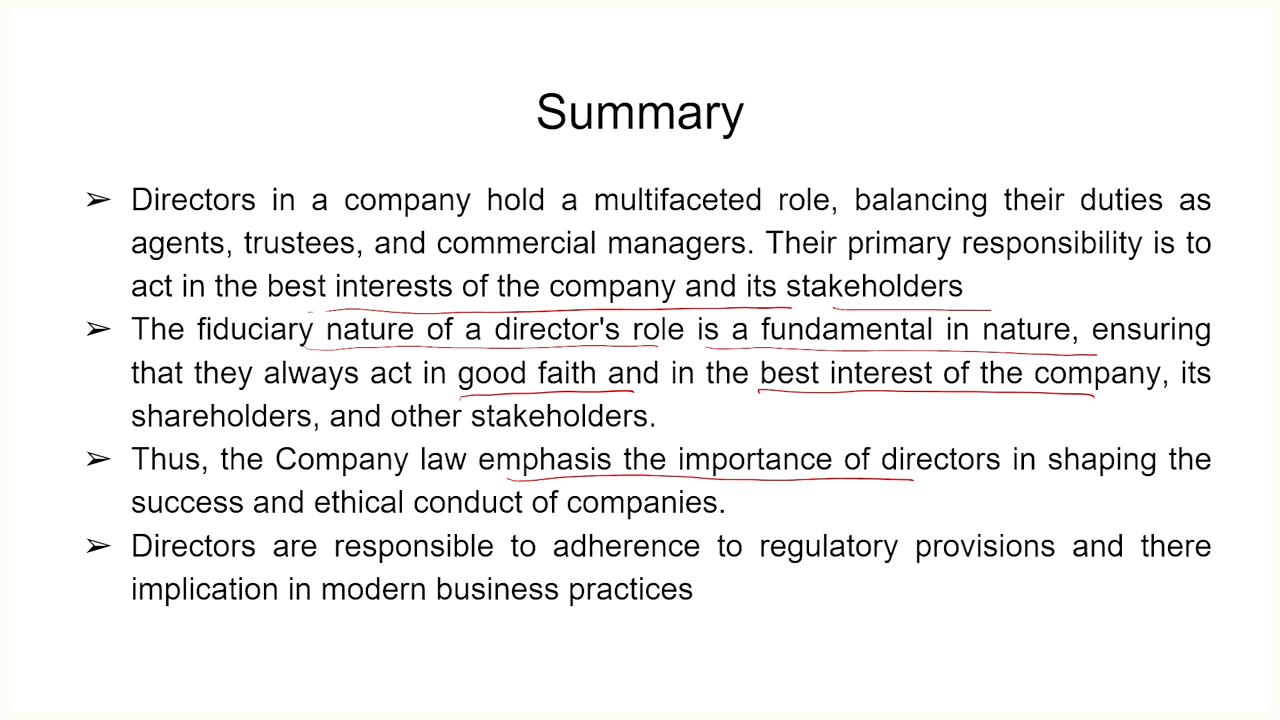 Summary
➢ Directors in a company hold a multifaceted role, balancing their duties as
agents, trustees, and commercial managers. Their primary responsibility is to
act in the best interests of the company and its stakeholders
➢ The fiduciary nature of a director's role is a fundamental in nature, ensuring
that they always act in good faith and in the best interest of the company, its
shareholders, and other stakeholders.
➢ Thus, the Company law emphasis the importance of directors in shaping the
success and ethical conduct of companies.
➢ Directors are responsible to adherence to regulatory provisions and there
implication in modern business practices